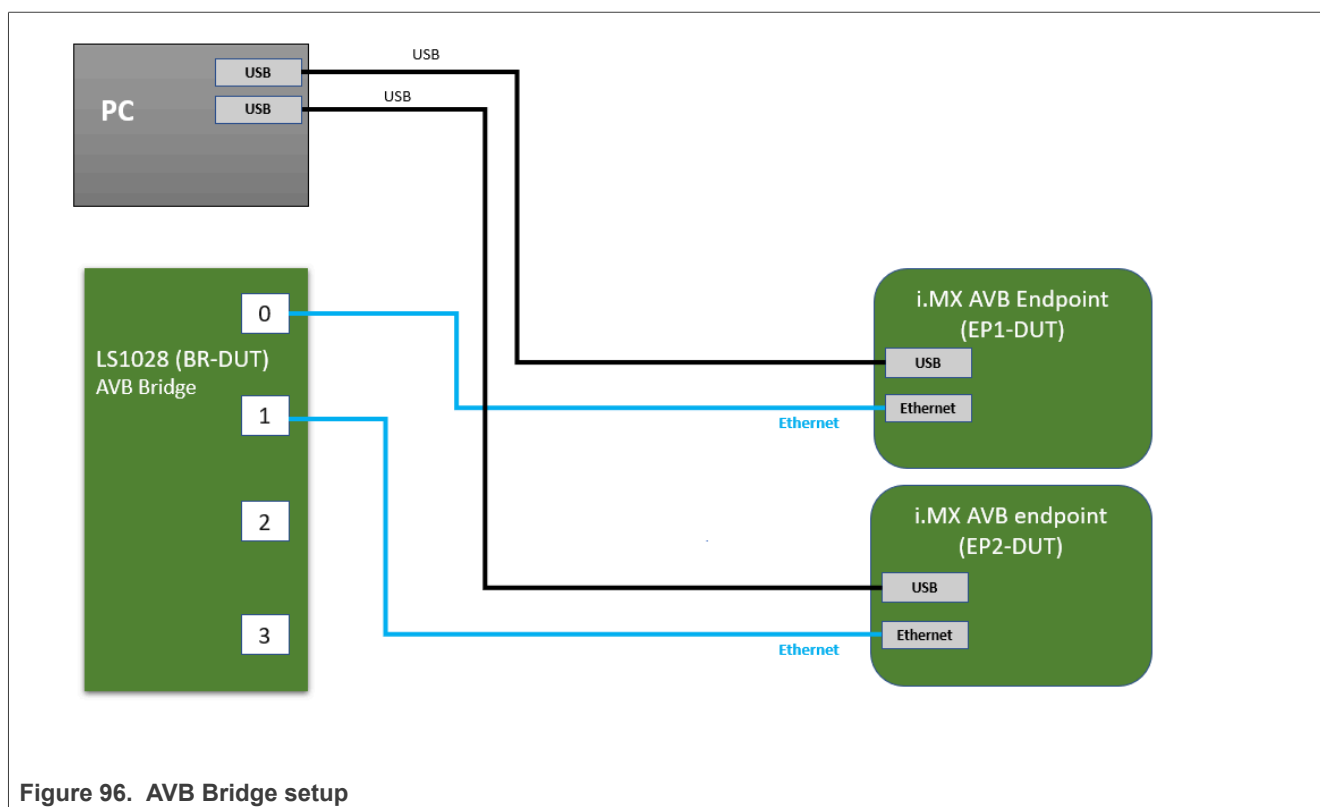 USB
USB
PC
USB
USB
LS1028 (BR-DUT)
AVB Bridge
0
1
2
3
i.MX AVB Endpoint
(EP1-DUT)
USB
Ethernet
Ethernet
i.MX AVB endpoint
(EP2-DUT)
USB
Ethernet
Ethernet
Figure 96. AVB Bridge setup